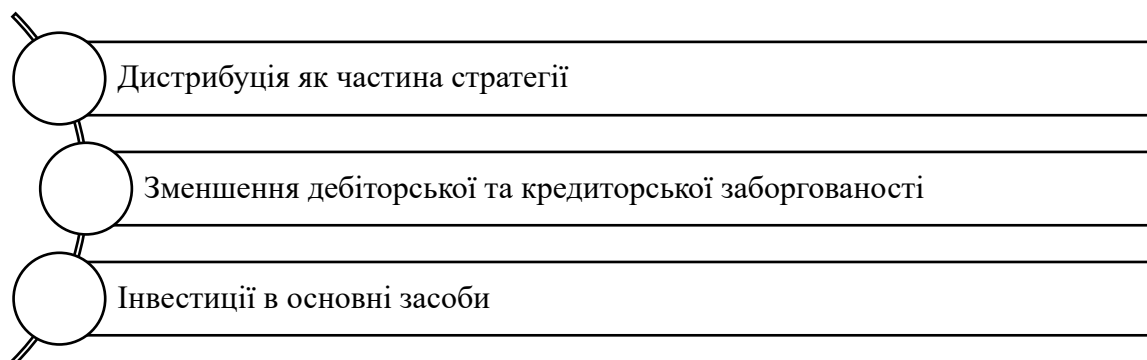 Дистрибуція як частина стратегії
Зменшення дебіторської та кредиторської заборгованості
Інвестиції в основні засоби